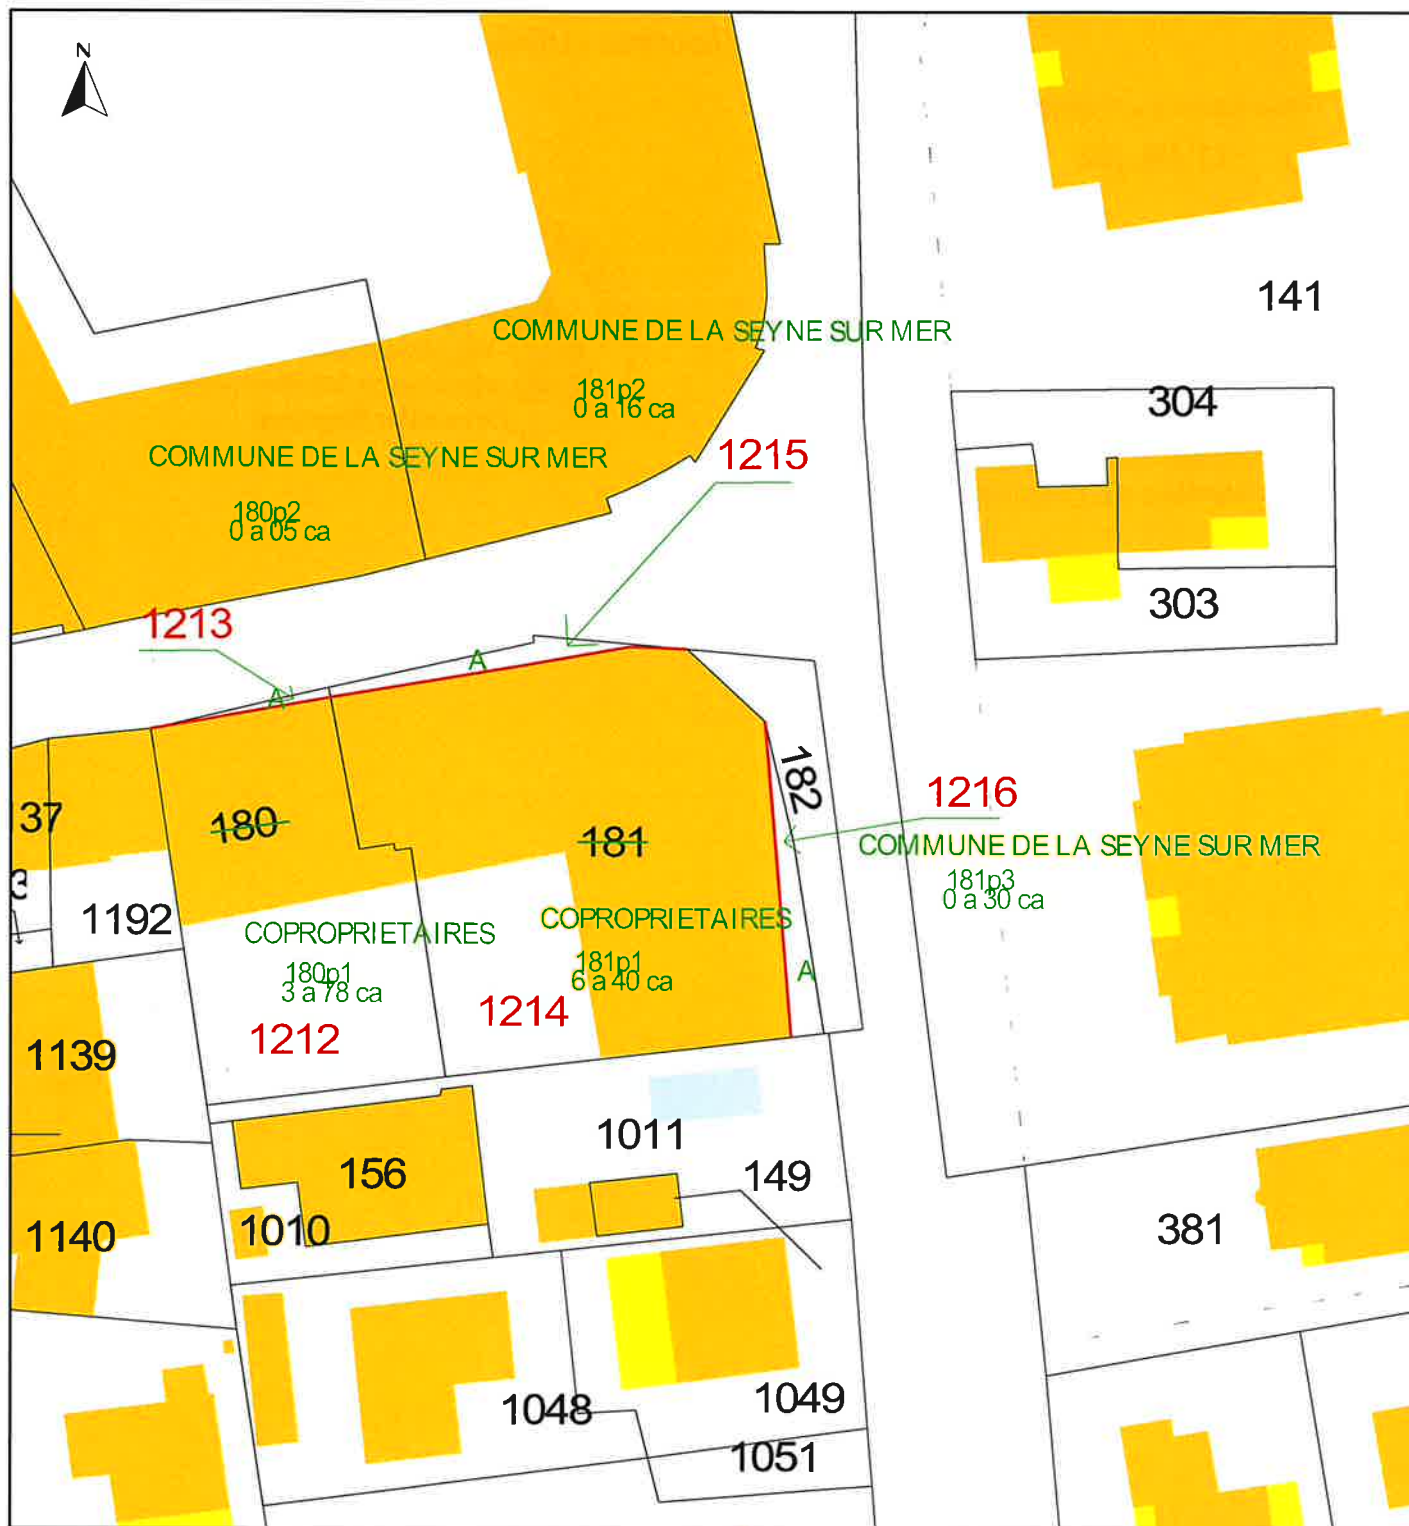 N
141
COMMUNE DE LA SEYNE SUR MER
181p2
0 a 16 ca
304
COMMUNE DE LA SEYNE SUR MER
1215
180p2
0 a 05 ca
303
1213
A
A
182
1216
137
180
181
COMMUNE DE LA SEYNE SUR MER
181p3
0 a 30 ca
3
1192
COPROPRIETAIRES
COPROPRIETAIRES
180p1
3 a 78 ca
181p1
6 a 40 ca
A
1214
1212
1139
1011
156
149
1010
1140
381
1048
1049
1051